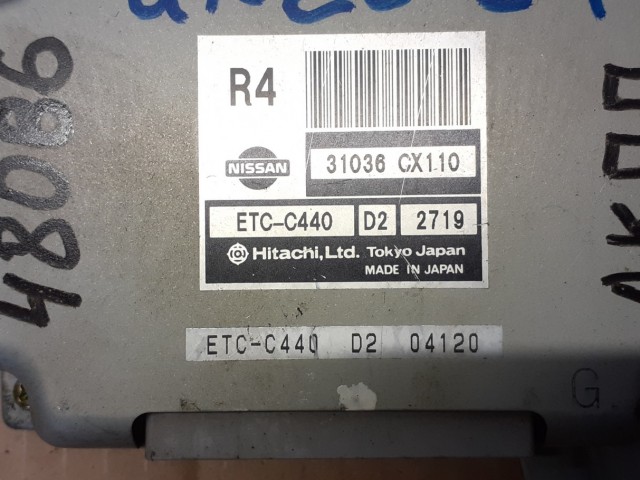 48086
R4
NISSAN
31036 CX110
ETC-C440 D2 2719
Hitachi, Ltd. Tokyo Japan
MADE IN JAPAN
ETC-C440 D2 04120
G
АКПП